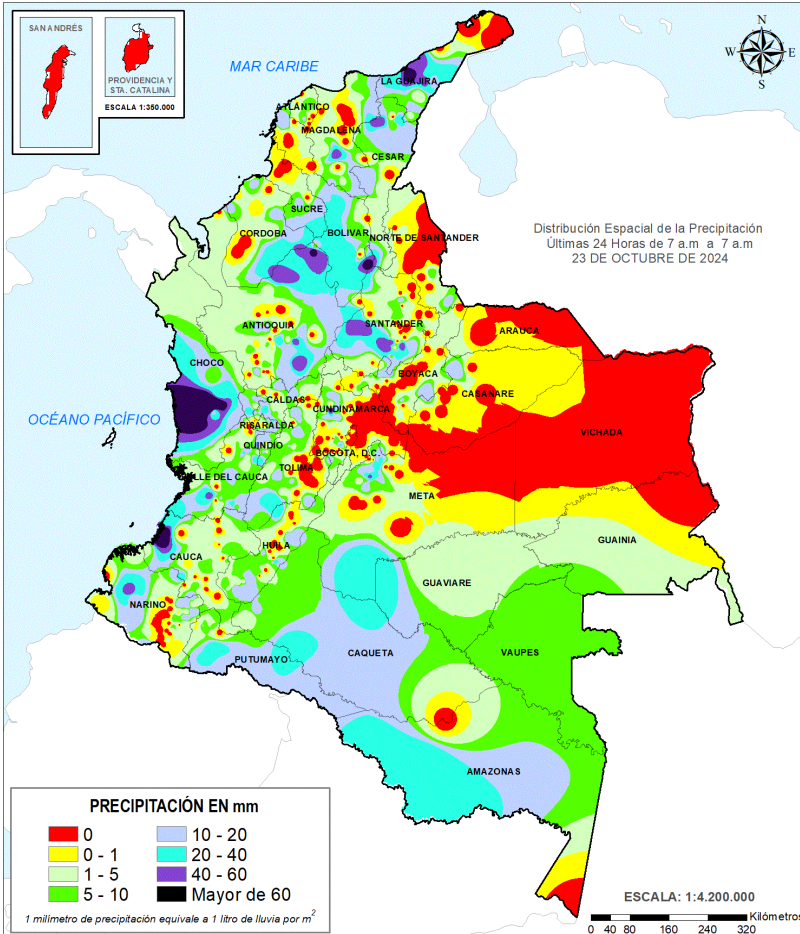 SAN ANDRÉS
PROVIDENCIA Y
STA. CATALINA
ESCALA 1:350.000
MAR CARIBE
N
W
E
S
LA GUAJIRA
ATLÁNTICO
MAGDALENA
CESAR
SUCRE
CORDOBA
BOLIVAR
NORTE DE SANTANDER
Distribución Espacial de la Precipitación
Últimas 24 Horas de 7 a.m a 7 a.m
23 DE OCTUBRE DE 2024
ANTIOQUIA
SANTANDER
ARAUCA
CHOCO
BOYACA
CASANARE
CALDAS
CUNDINAMARCA
OCÉANO PACÍFICO
RISARALDA
VICHADA
QUINDIO
BOGOTA, D.C.
TOLIMA
VALLE DEL CAUCA
META
GUAINIA
HUILA
CAUCA
GUAVIARE
NARIÑO
CAQUETA
VAUPES
PUTUMAYO
AMAZONAS
PRECIPITACIÓN EN mm
0
10 - 20
0 - 1
20 - 40
1 - 5
40 - 60
5 - 10
Mayor de 60
1 milímetro de precipitación equivale a 1 litro de lluvia por m2
ESCALA: 1:4.200.000
Kilómetros
0 40 80 160 240 320